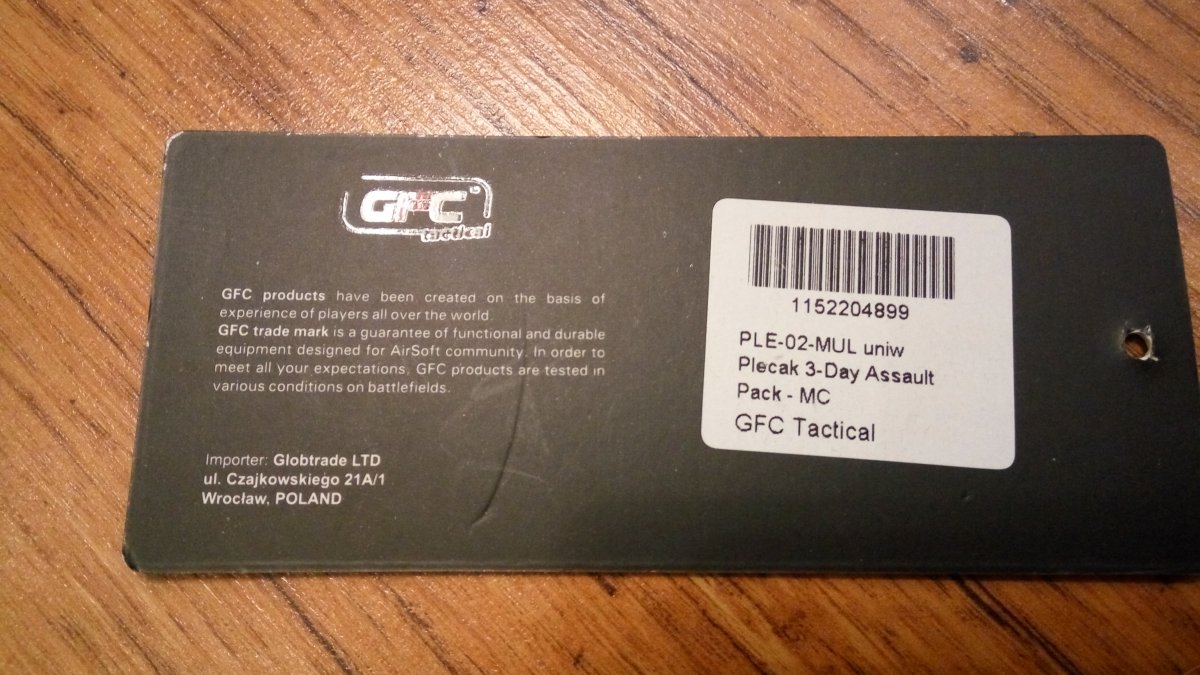 GFC
tactical
GFC products have been created on the basis of
experience of players all over the world.
GFC trade mark is a guarantee of functional and durable
equipment designed for AirSoft community. In order to
meet all your expectations, GFC products are tested in
various conditions on battlefields.
Importer: Globtrade LTD
ul. Czajkowskiego 21A/1
Wrocław, POLAND
1152204899
PLE-02-MUL uniw
Plecak 3-Day Assault
Pack - MC
GFC Tactical